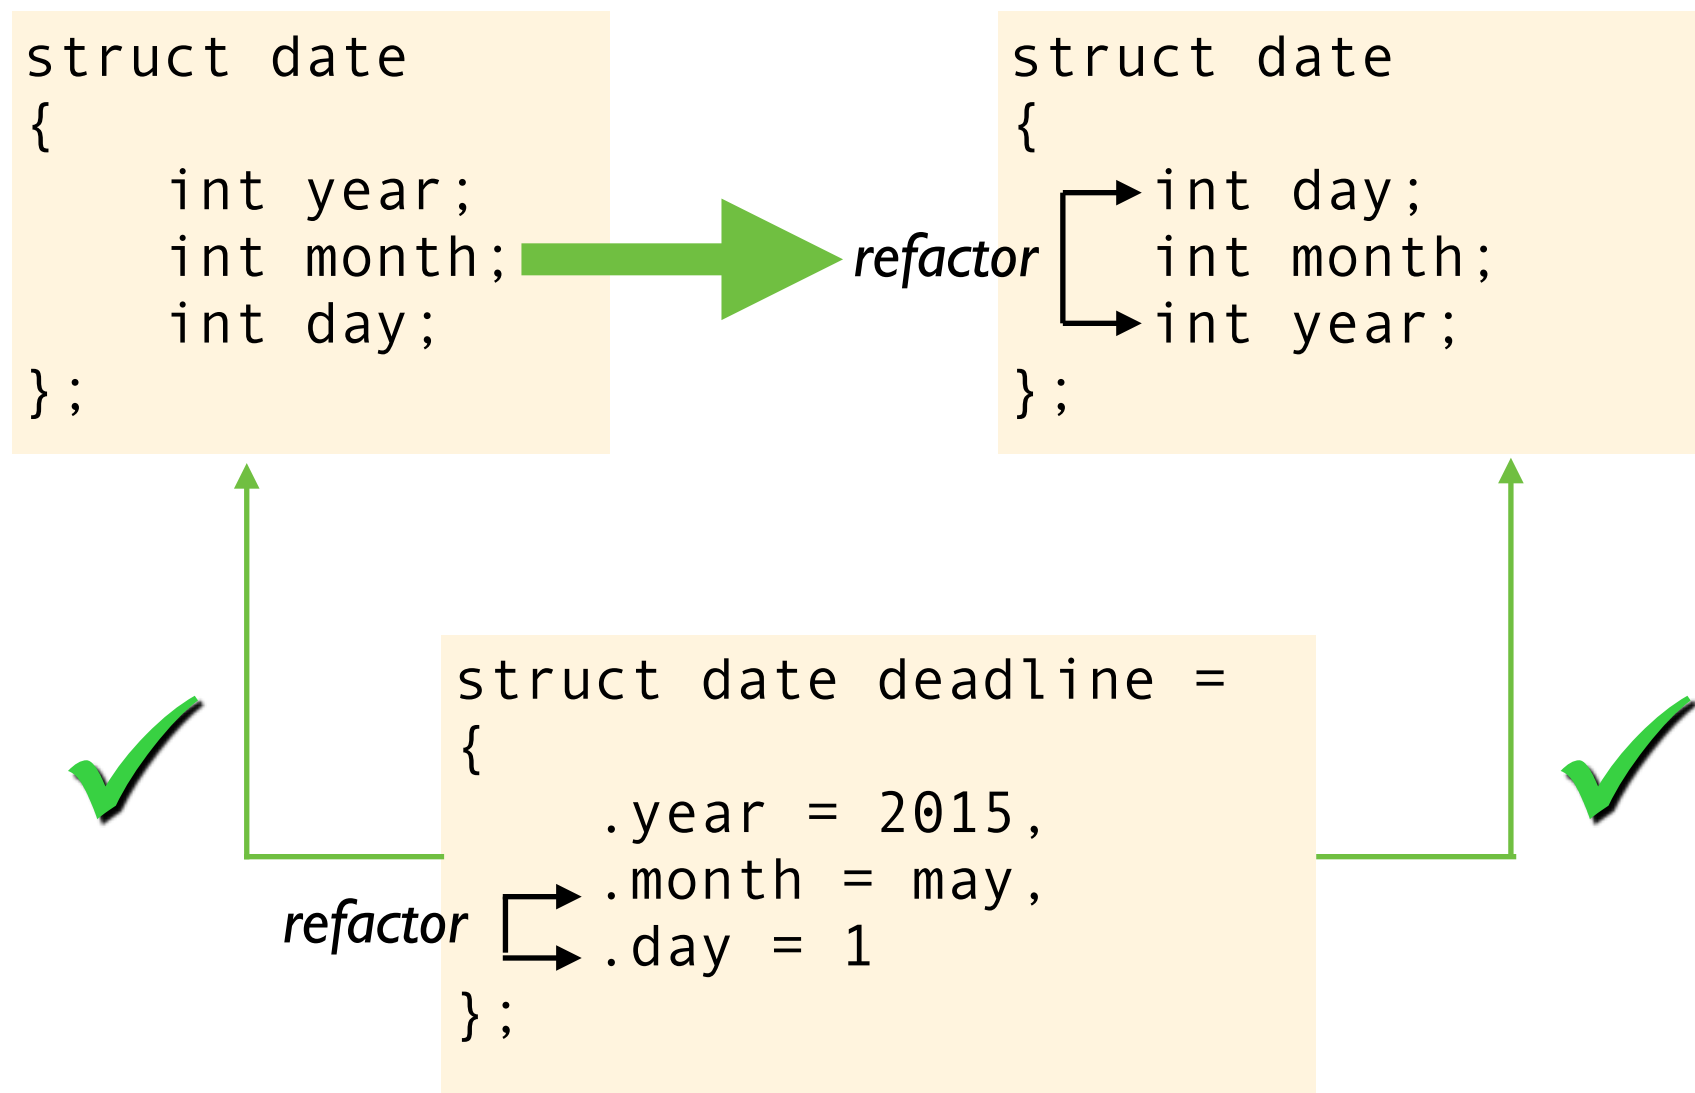 struct date
{
    int year;
    int month;
    int day;
};
refactor
struct date
{
    int day;
    int month;
    int year;
};
struct date deadline =
{
    .year = 2015,
    .month = may,
    .day = 1
};
refactor